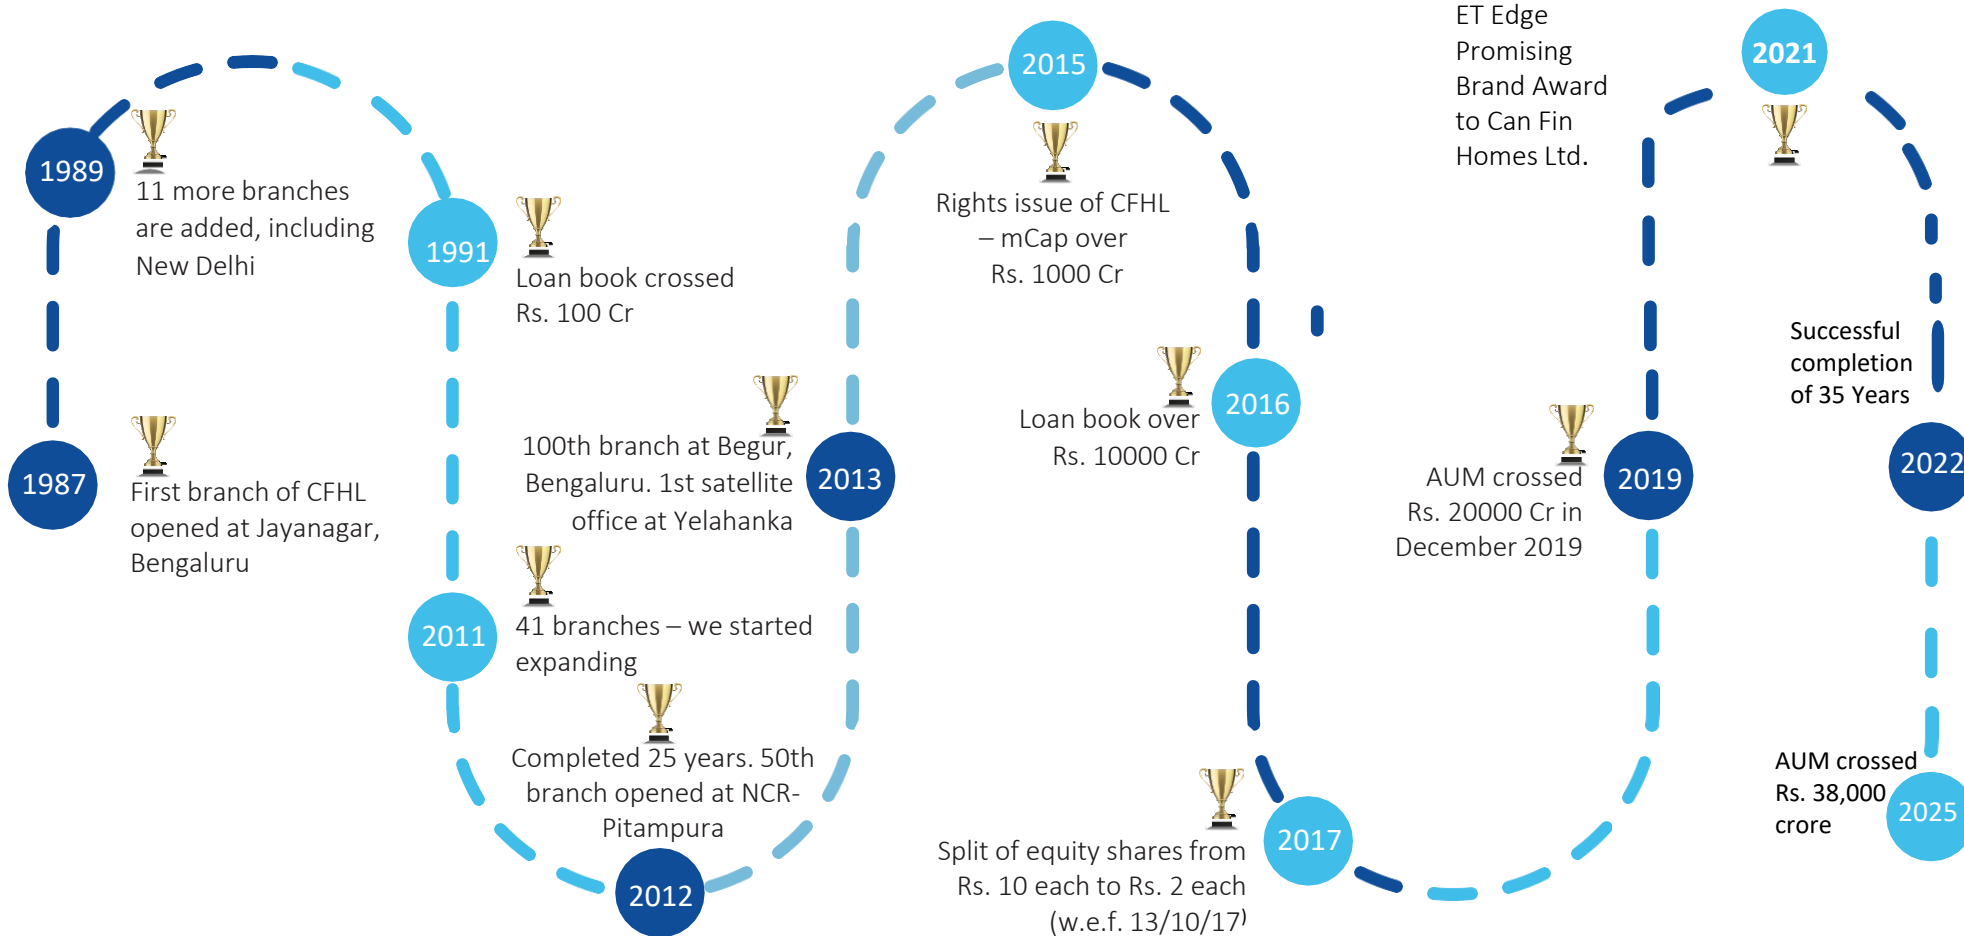 1987
First branch of CFHL
opened at Jayanagar,
Bengaluru
1989
11 more branches
are added, including
New Delhi
1991
Loan book crossed
Rs. 100 Cr
2011
41 branches – we started
expanding
Completed 25 years. 50th
branch opened at NCR-
Pitampura
2012
100th branch at Begur,
Bengaluru. 1st satellite
office at Yelahanka
2013
2015
Rights issue of CFHL
– mCap over
Rs. 1000 Cr
Loan book over
Rs. 10000 Cr
2016
2017
Split of equity shares from
Rs. 10 each to Rs. 2 each
(w.e.f. 13/10/17)
AUM crossed
Rs. 20000 Cr in
December 2019
2019
ET Edge
Promising
Brand Award
to Can Fin
Homes Ltd.
2021
Successful
completion
of 35 Years
2022
AUM crossed
Rs. 38,000
crore
2025